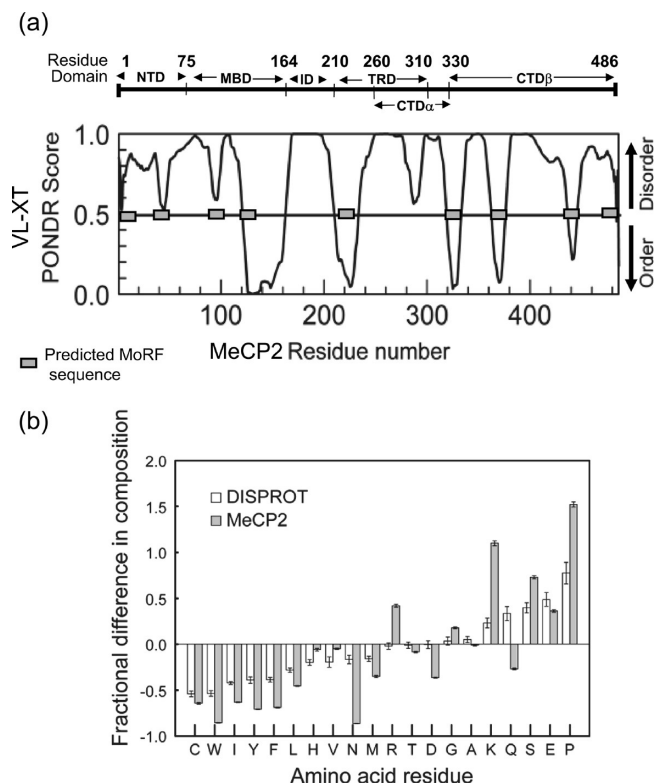 (a)
Residue 1 75 164 210 260 310 330 486
Domain NTD MBD ID TRD CTDβ
CTDα
VL-XT
PONDR Score
1.0
0.5
0.0
Disorder
Order
100 200 300 400
MeCP2 Residue number
Predicted MoRF
sequence
(b)
Fractional difference in composition
2.0
1.5
1.0
0.5
0.0
-0.5
-1.0
DISPROT
MeCP2
C W I Y F L H V N M R T D G A K Q S E P
Amino acid residue